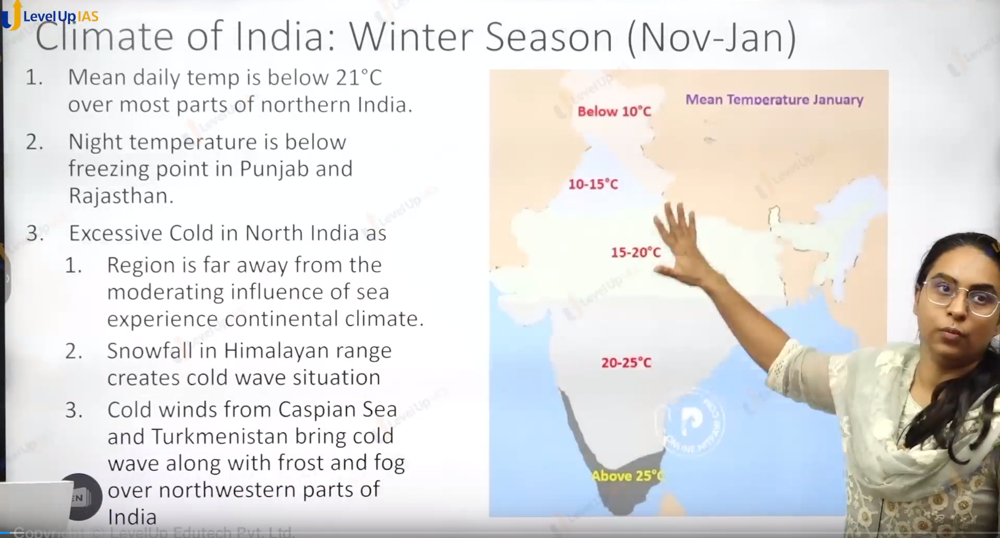 LevelUp IAS
Climate of India: Winter Season (Nov-Jan)
1. Mean daily temp is below 21°C
over most parts of northern India.
2. Night temperature is below
freezing point in Punjab and
Rajasthan.
3. Excessive Cold in North India as
1. Region is far away from the
moderating influence of sea
experience continental climate.
2. Snowfall in Himalayan range
creates cold wave situation
3. Cold winds from Caspian Sea
and Turkmenistan bring cold
wave along with frost and fog
over northwestern parts of
India
Mean Temperature January
Below 10°C
10-15°C
15-20°C
20-25°C
Above 25°C
EN
Copyright © LevelUp Edutech Pvt. Ltd.